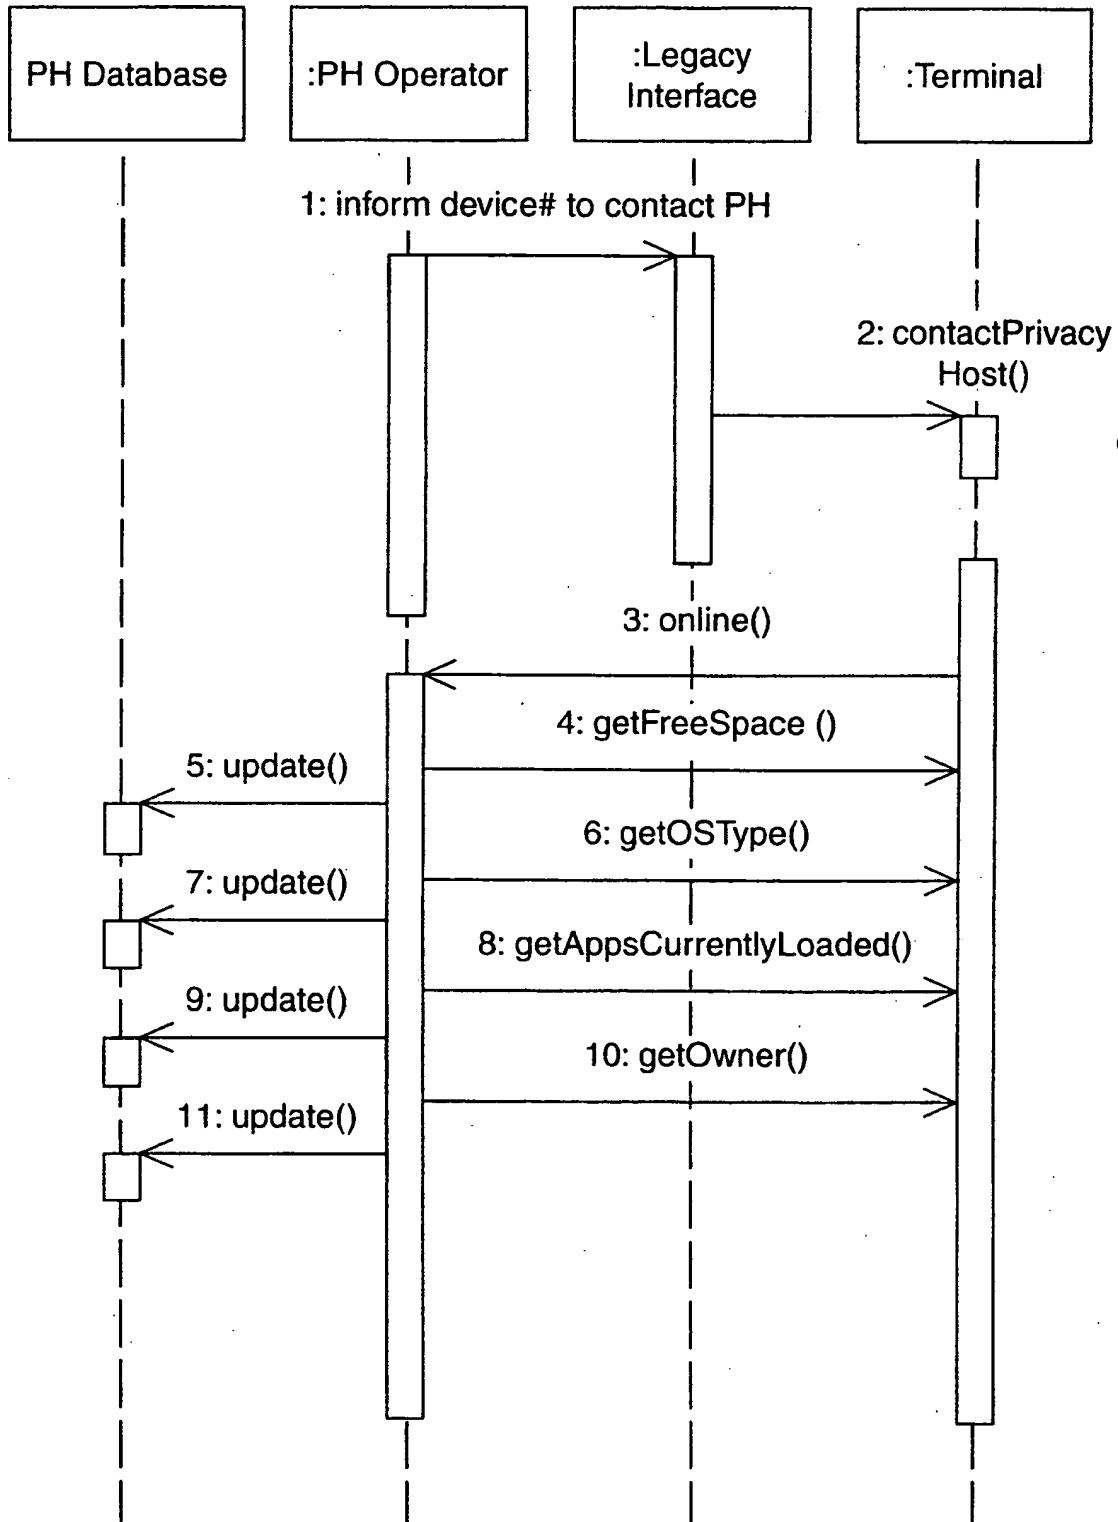 PH Database
:PH Operator
:Legacy
Interface
:Terminal
1: inform device# to contact PH
2: contactPrivacy
Host()
3: online()
4: getFreeSpace ()
5: update()
6: getOSType()
7: update()
8: getAppsCurrentlyLoaded()
9: update()
10: getOwner()
11: update()